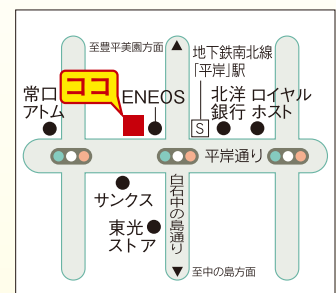 至豊平美園方面▲
地下鉄南北線
「平岸」駅
ココ
常口
アトム
ENEOS
S
北洋
銀行
ロイヤル
ホスト
平岸通り
白石中の島通り
サンクス
東光
ストア
▼至中の島方面